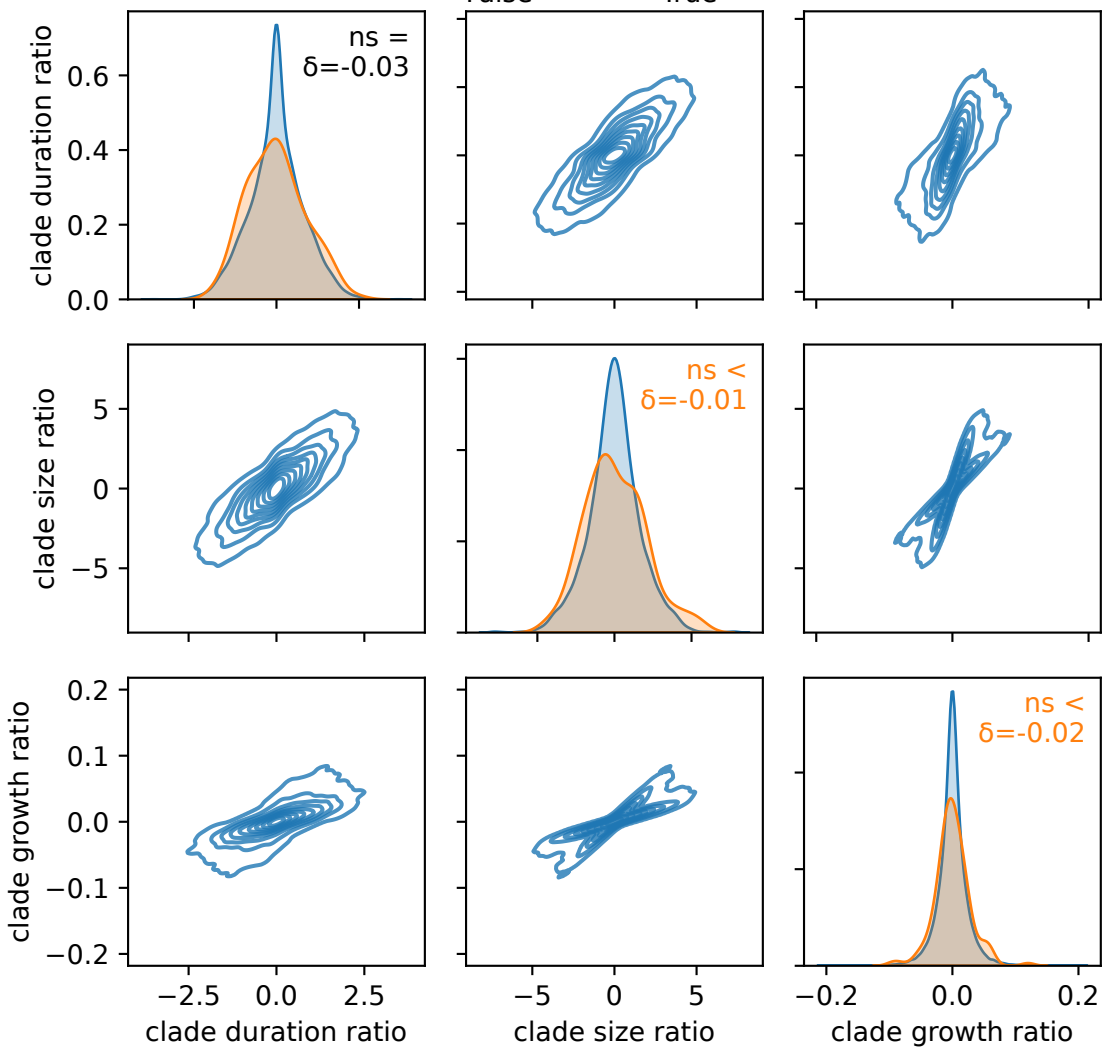 clade duration ratio
0.6
0.4
0.2
0.0
ns =
δ=-0.03
clade size ratio
5
0
−5
ns <
δ=-0.01
clade growth ratio
0.2
0.1
0.0
−0.1
−0.2
ns <
δ=-0.02
−2.5 0.0 2.5
−5 0 5
−0.2 0.0 0.2
clade duration ratio
clade size ratio
clade growth ratio